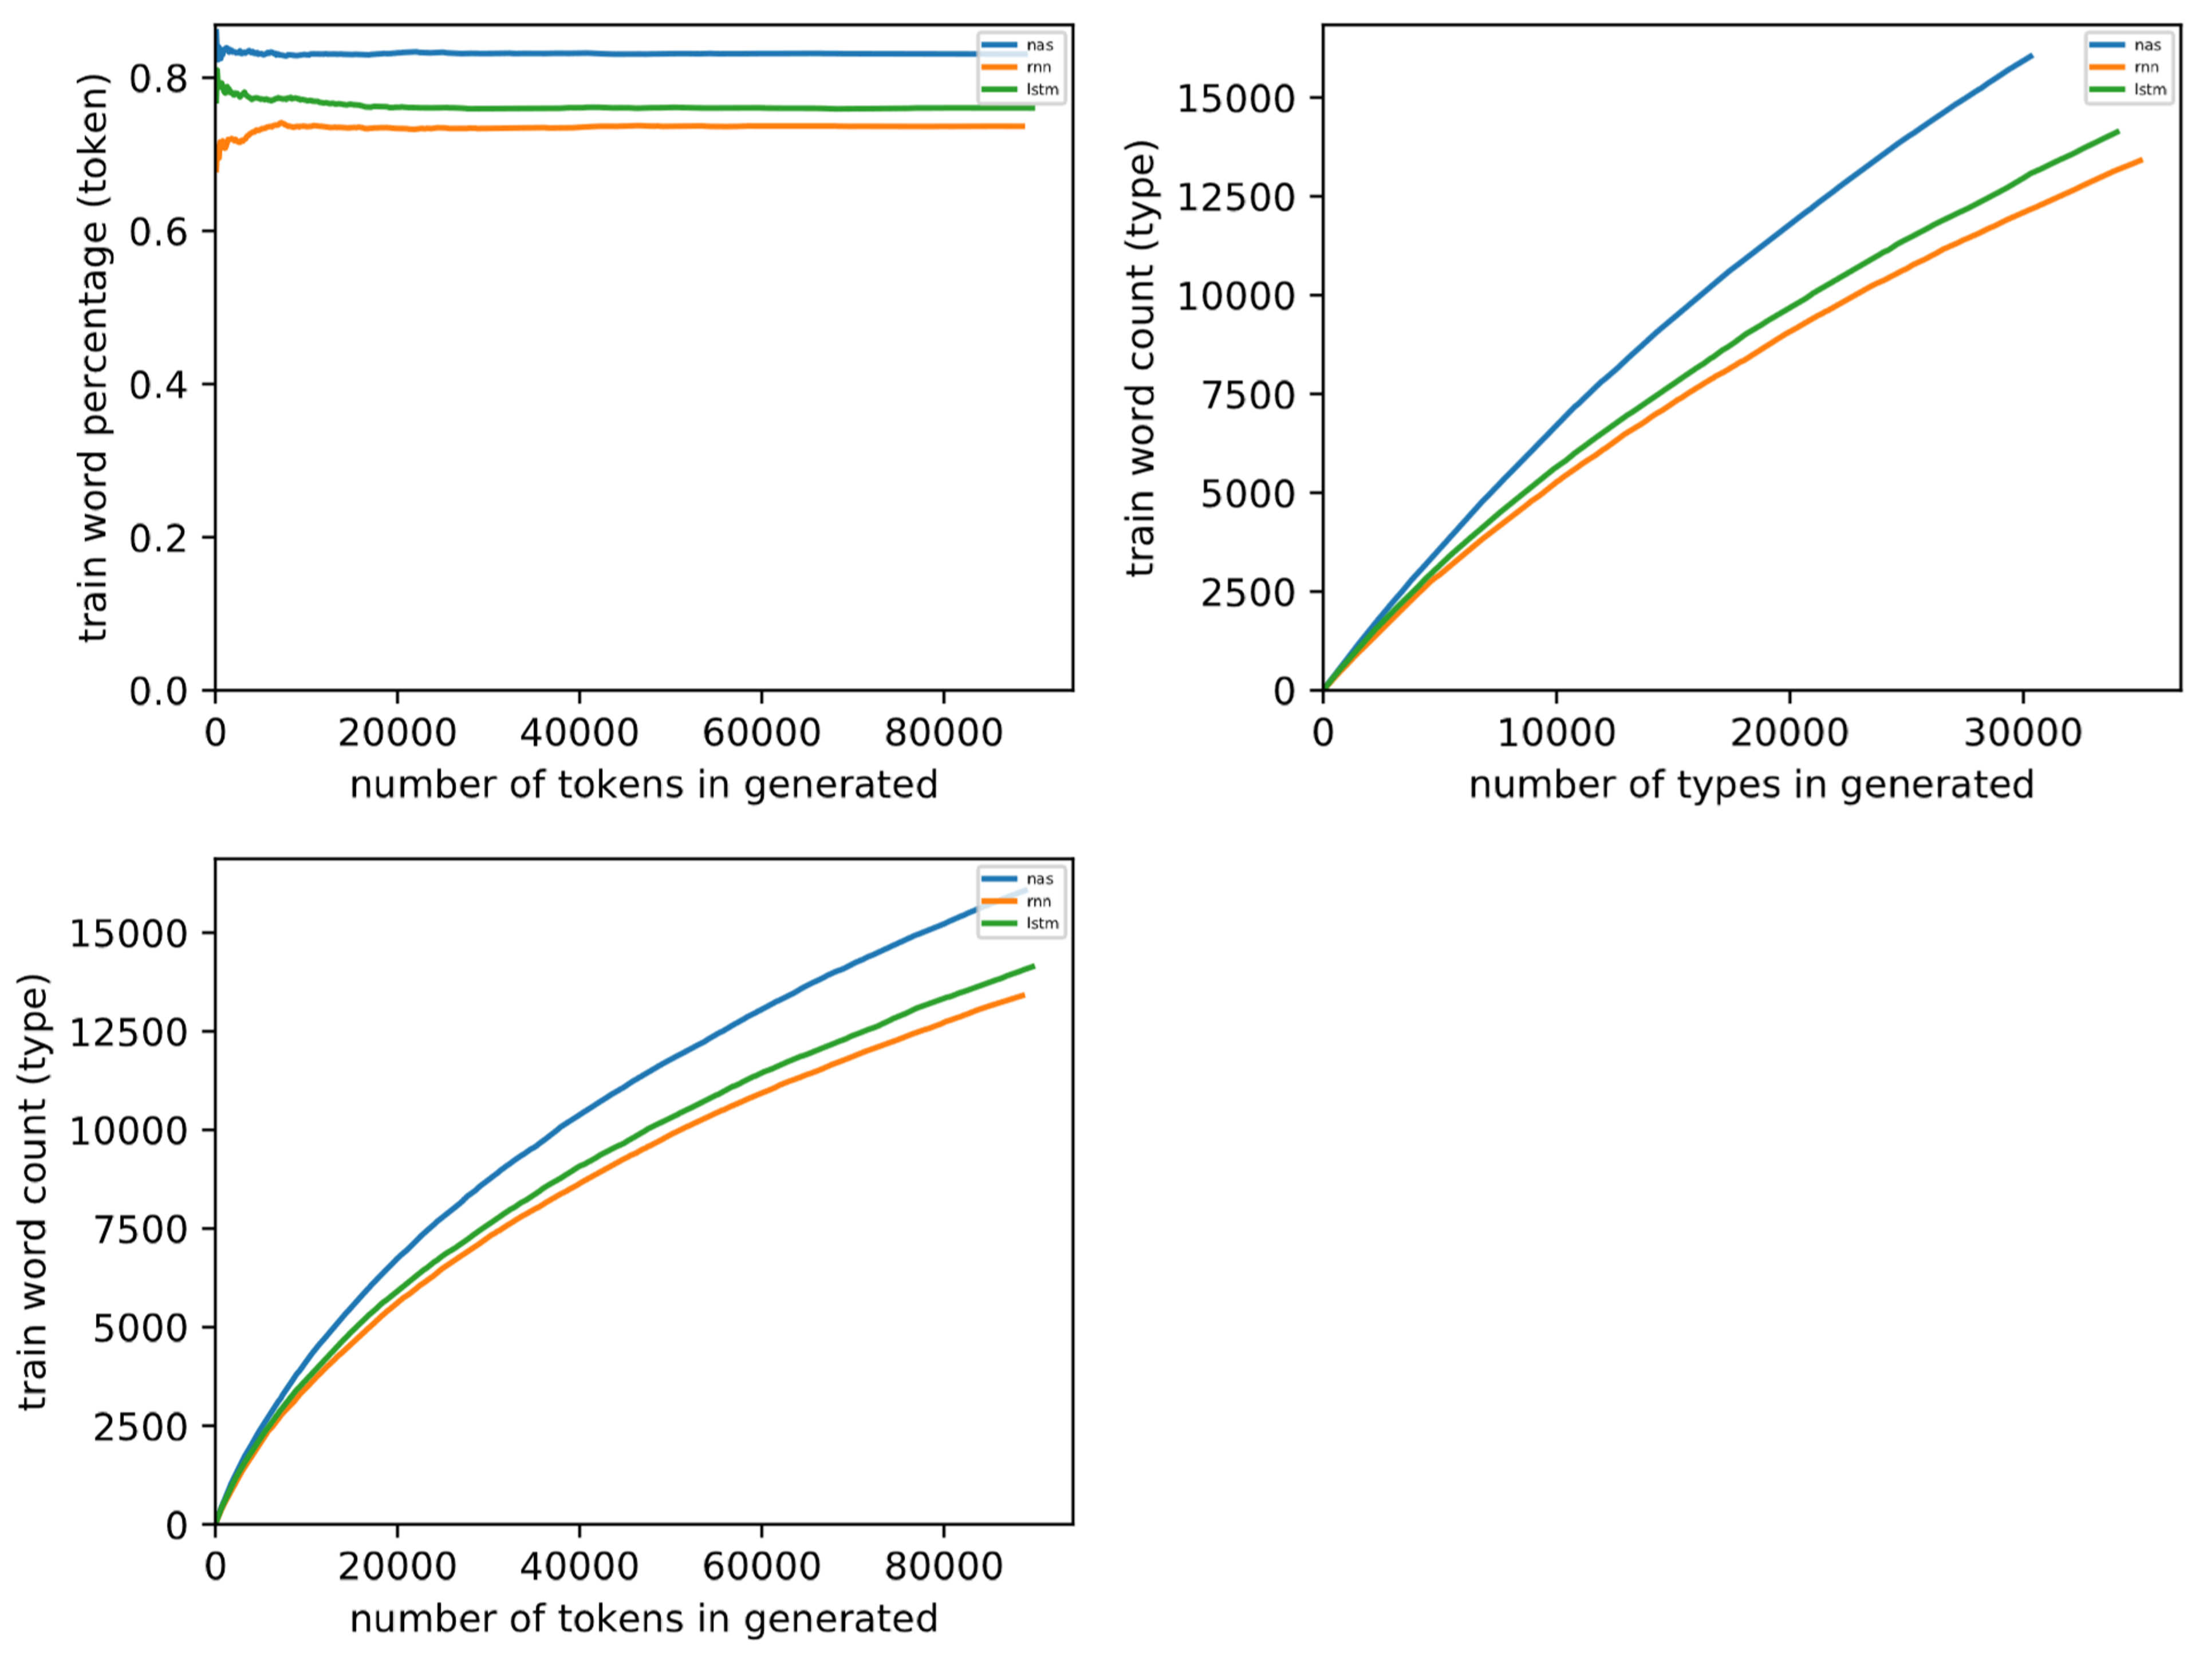 train word percentage (token)
0.8
0.6
0.4
0.2
0.0
0 20000 40000 60000 80000
number of tokens in generated
nas
rnn
lstm
train word count (type)
15000
12500
10000
7500
5000
2500
0
0 10000 20000 30000
number of types in generated
nas
rnn
lstm
train word count (type)
15000
12500
10000
7500
5000
2500
0
0 20000 40000 60000 80000
number of tokens in generated
nas
rnn
lstm